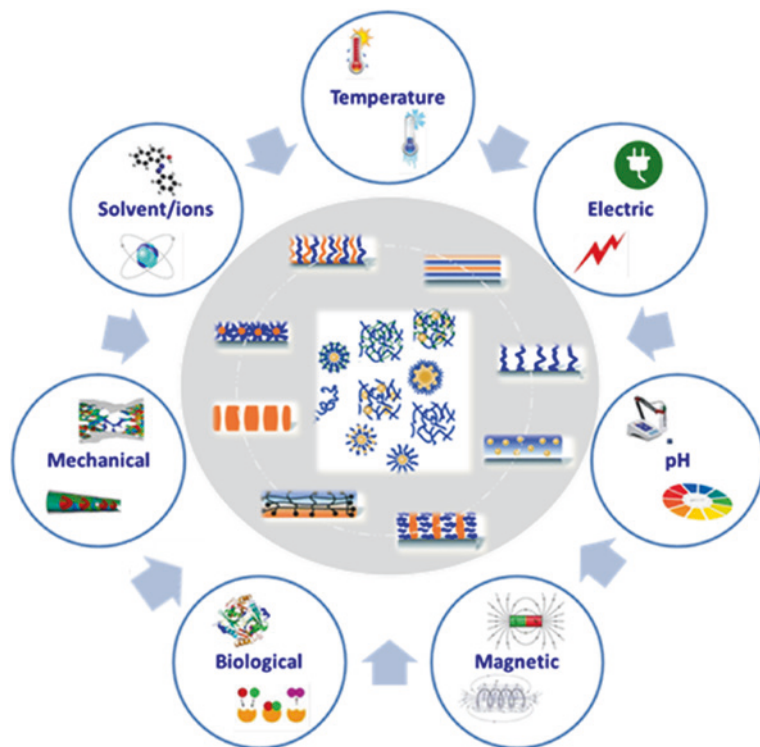 Temperature
Electric
Solvent/ions
Mechanical
pH
Biological
Magnetic